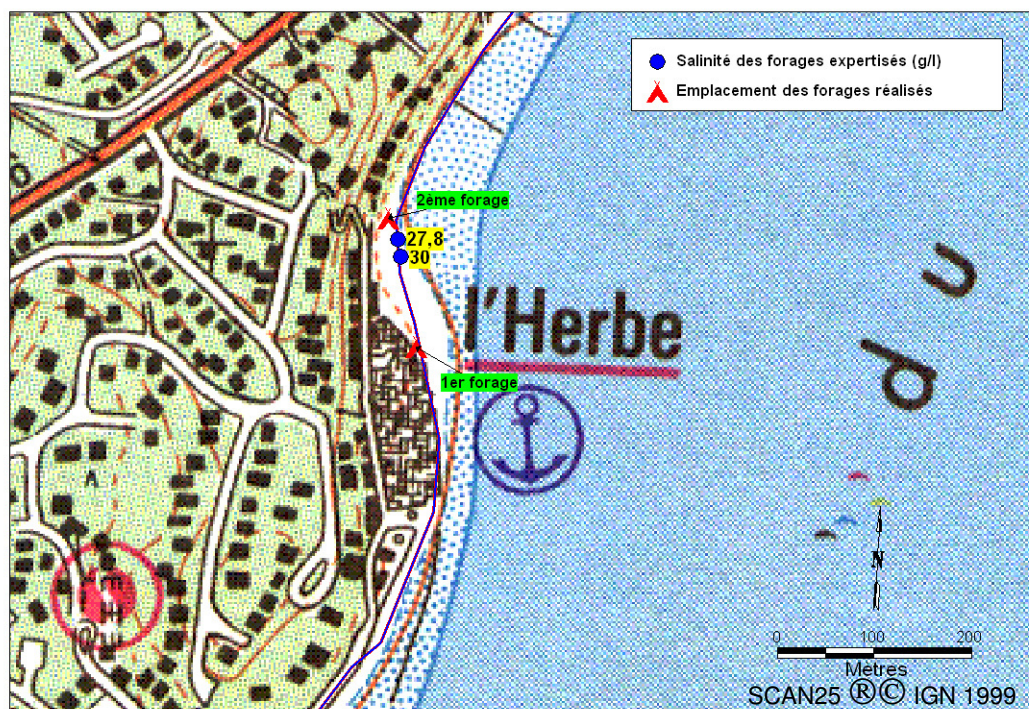 Salinité des forages expertisés (g/l)
Emplacement des forages réalisés
2ème forage
27,8
30
l'Herbe
1er forage
du
N
0 100 200
Mètres
SCAN25 ®© IGN 1999